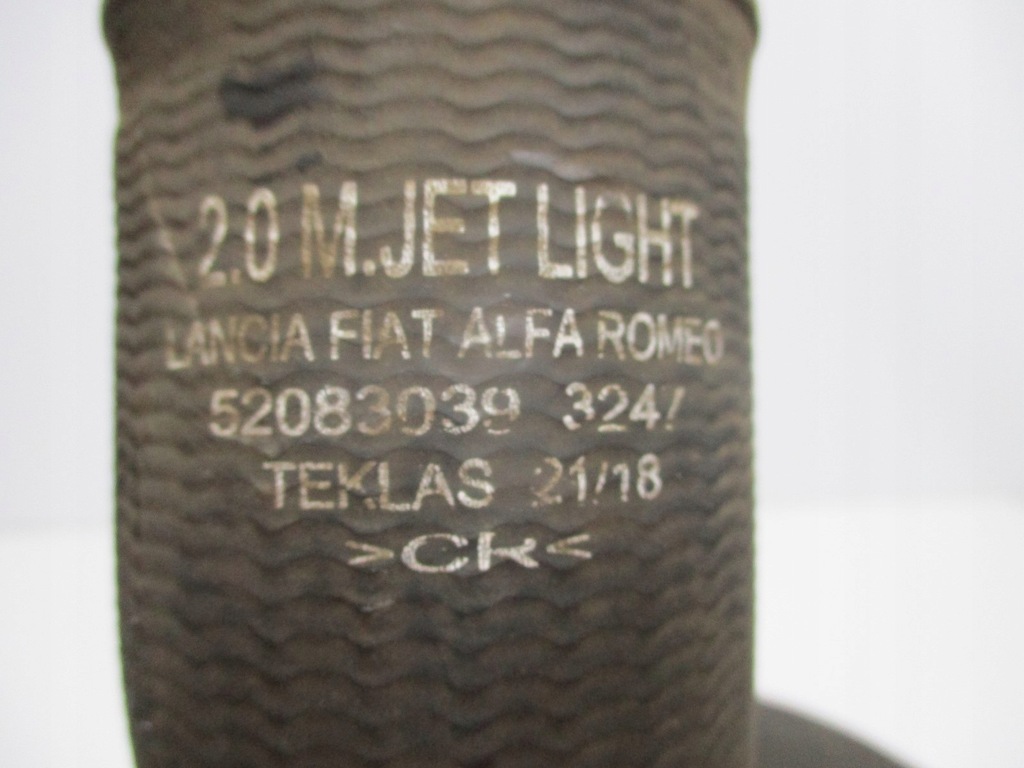 2.0 M.JET LIGHT
LANCIA FIAT ALFA ROMEO
52083039 324/
TEKLAS 21/18
>CR<